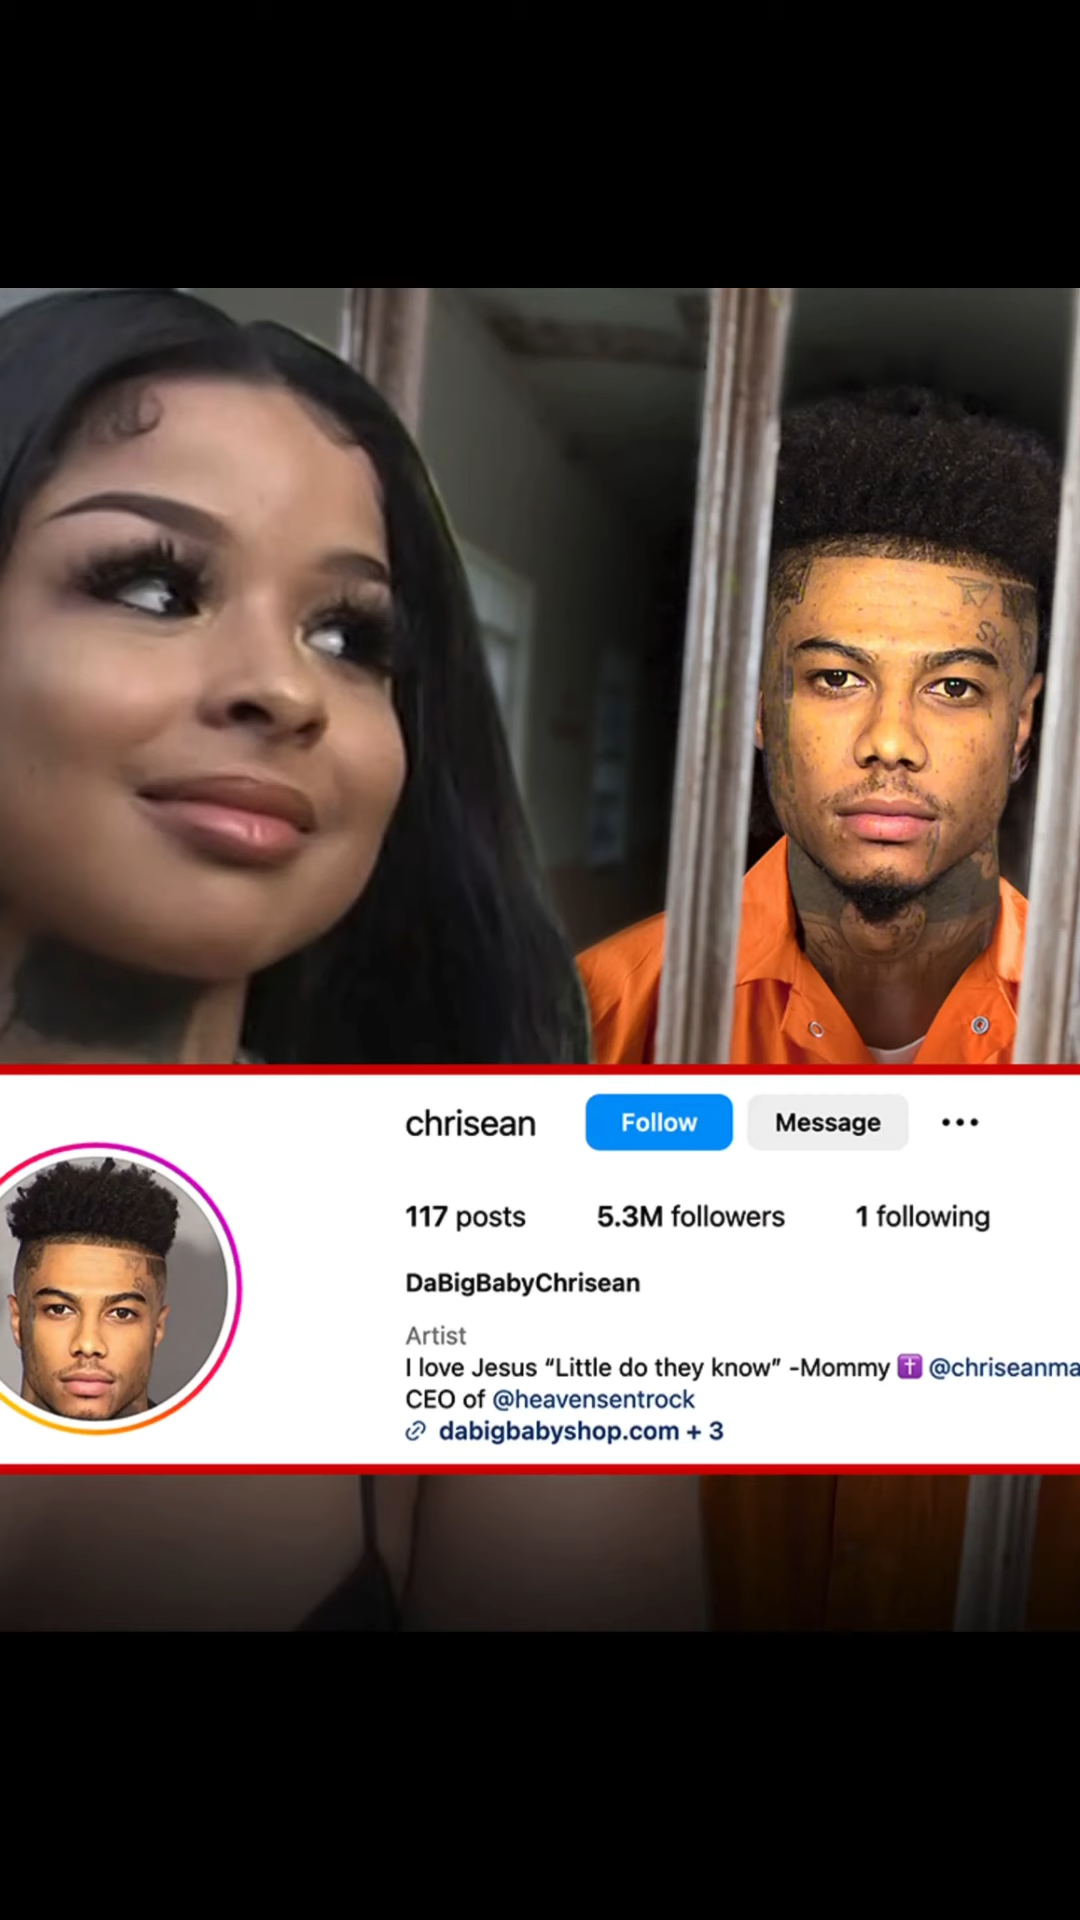 chrisean Follow Message •••
117 posts 5.3M followers 1 following
DaBigBabyChrisean
Artist
I love Jesus “Little do they know” -Mommy ✝️ @chriseanma
CEO of @heavensentrock
dabigbabyshop.com + 3